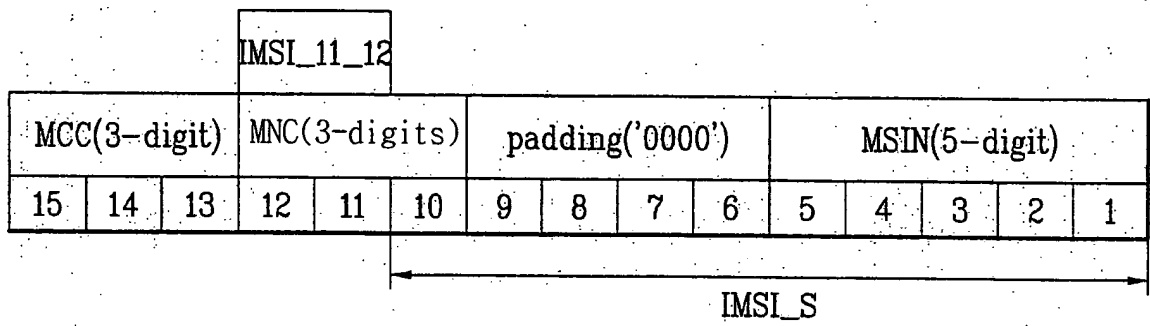 IMSI_11_12
MCC(3-digit) MNC(3-digits) padding('0000') MSIN(5-digit)
15 14 13 12 11 10 9 8 7 6 5 4 3 2 1
IMSI_S